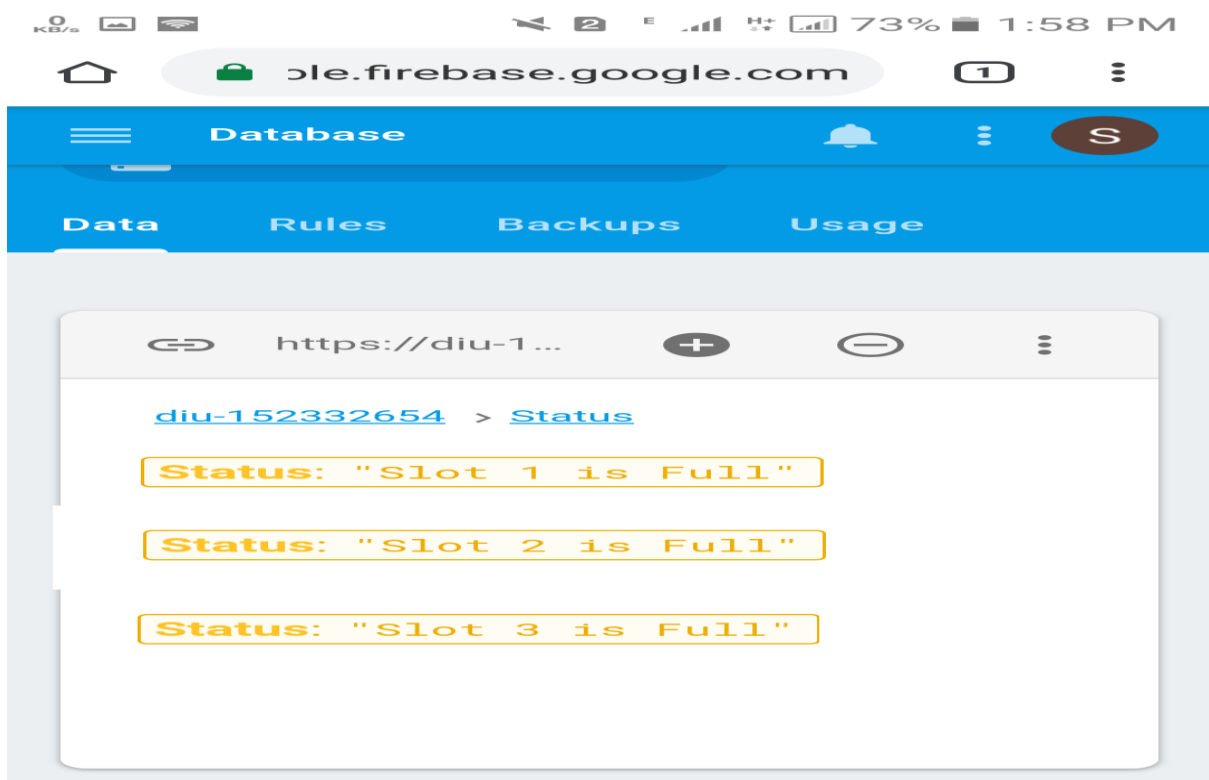 0
KB/s 2 E H+ 73% 1:58 PM
ole.firebase.google.com 1
Database S
Data Rules Backups Usage
https://diu-1...
diu-152332654 > Status
Status: "Slot 1 is Full"
Status: "Slot 2 is Full"
Status: "Slot 3 is Full"